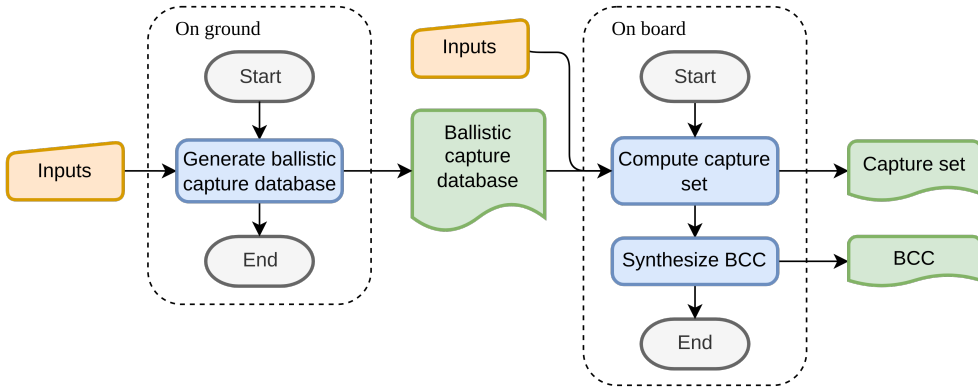 On ground
Start
Inputs
Generate ballistic
capture database
End
Inputs
Ballistic
capture
database
On board
Start
Compute capture
set
Capture set
Synthesize BCC
BCC
End